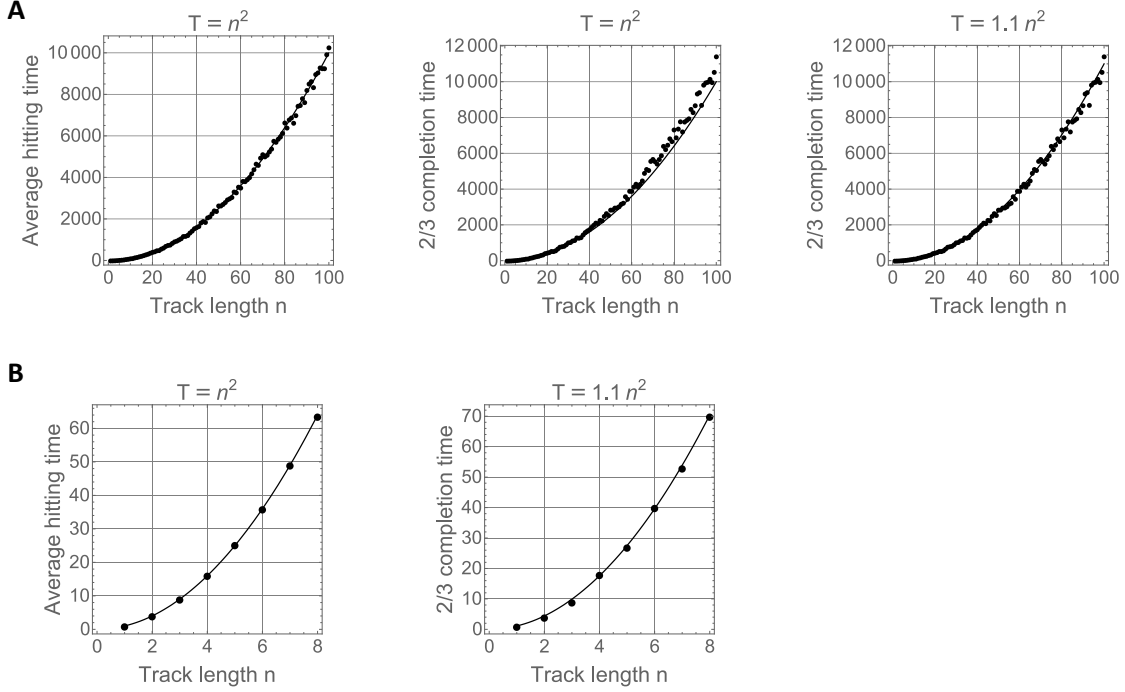 A
T = n²
Average hitting time
10 000
8000
6000
4000
2000
0
0 20 40 60 80 100
Track length n
T = n²
2/3 completion time
12 000
10 000
8000
6000
4000
2000
0
0 20 40 60 80 100
Track length n
T = 1.1 n²
2/3 completion time
12 000
10 000
8000
6000
4000
2000
0
0 20 40 60 80 100
Track length n
B
T = n²
Average hitting time
60
50
40
30
20
10
0
0 2 4 6 8
Track length n
T = 1.1 n²
2/3 completion time
70
60
50
40
30
20
10
0
0 2 4 6 8
Track length n